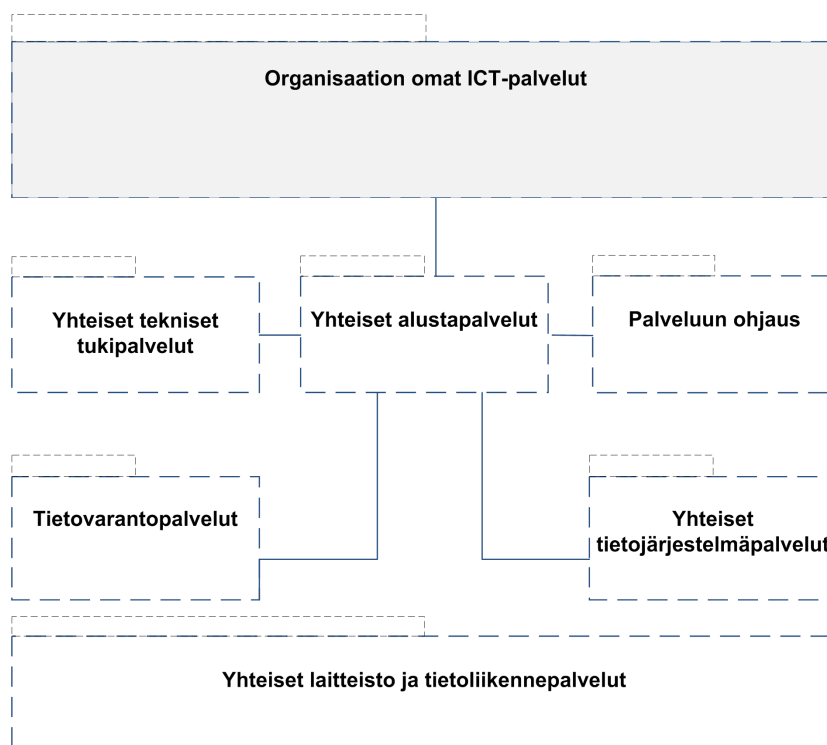 Organisaation omat ICT-palvelut
Yhteiset tekniset
tukipalvelut
Yhteiset alustapalvelut
Palveluun ohjaus
Tietovarantopalvelut
Yhteiset
tietojärjestelmäpalvelut
Yhteiset laitteisto ja tietoliikennepalvelut